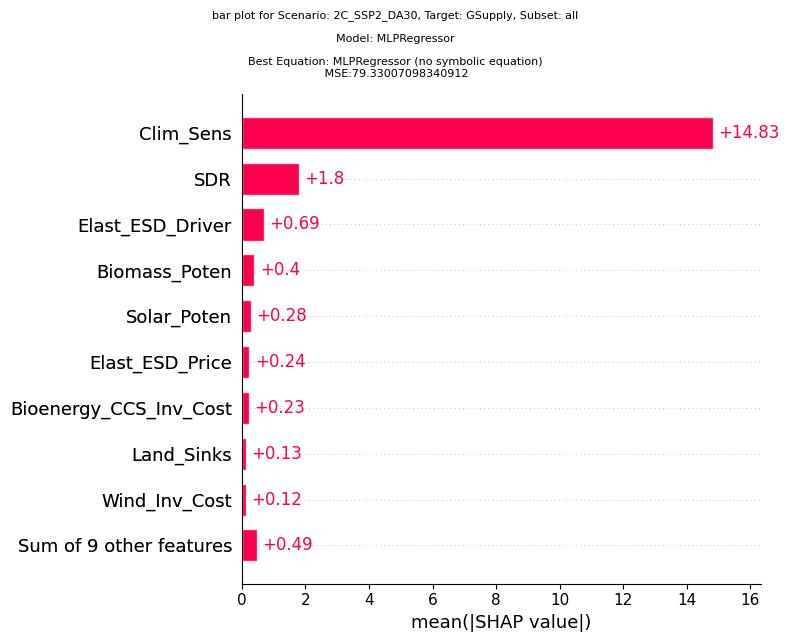 bar plot for Scenario: 2C_SSP2_DA30, Target: GSupply, Subset: all
Model: MLPRegressor
Best Equation: MLPRegressor (no symbolic equation)
MSE:79.33007098340912
Clim_Sens +14.83
SDR +1.8
Elast_ESD_Driver +0.69
Biomass_Poten +0.4
Solar_Poten +0.28
Elast_ESD_Price +0.24
Bioenergy_CCS_Inv_Cost +0.23
Land_Sinks +0.13
Wind_Inv_Cost +0.12
Sum of 9 other features +0.49
0 2 4 6 8 10 12 14 16
mean(|SHAP value|)